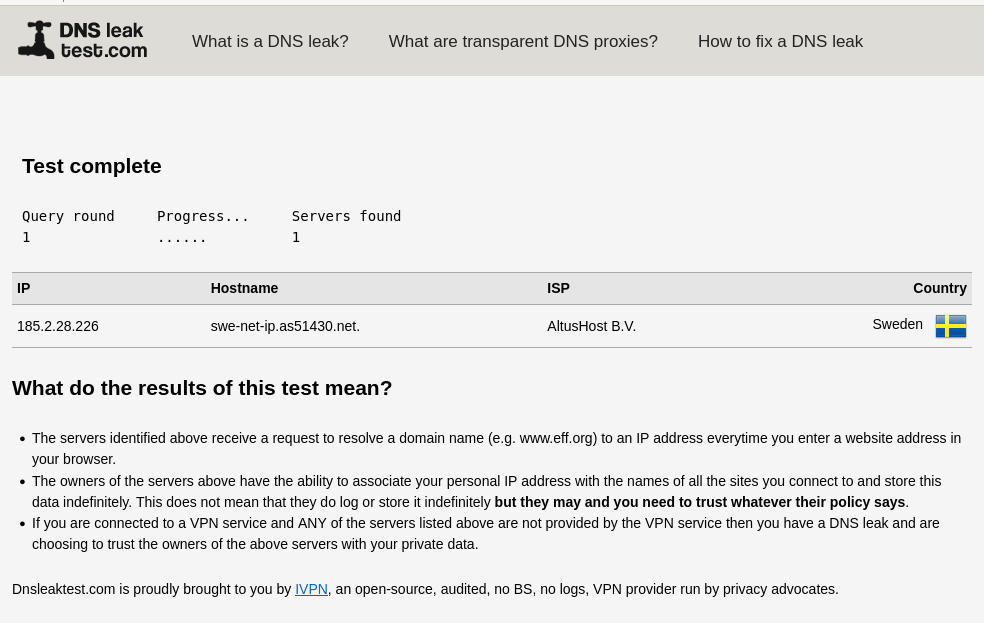 DNS leak
test.com
What is a DNS leak? What are transparent DNS proxies? How to fix a DNS leak
Test complete
Query round Progress... Servers found
1 ...... 1
IP Hostname ISP Country
185.2.28.226 swe-net-ip.as51430.net. AltusHost B.V. Sweden
What do the results of this test mean?
• The servers identified above receive a request to resolve a domain name (e.g. www.eff.org) to an IP address everytime you enter a website address in
your browser.
• The owners of the servers above have the ability to associate your personal IP address with the names of all the sites you connect to and store this
data indefinitely. This does not mean that they do log or store it indefinitely but they may and you need to trust whatever their policy says.
• If you are connected to a VPN service and ANY of the servers listed above are not provided by the VPN service then you have a DNS leak and are
choosing to trust the owners of the above servers with your private data.
Dnsleaktest.com is proudly brought to you by IVPN, an open-source, audited, no BS, no logs, VPN provider run by privacy advocates.